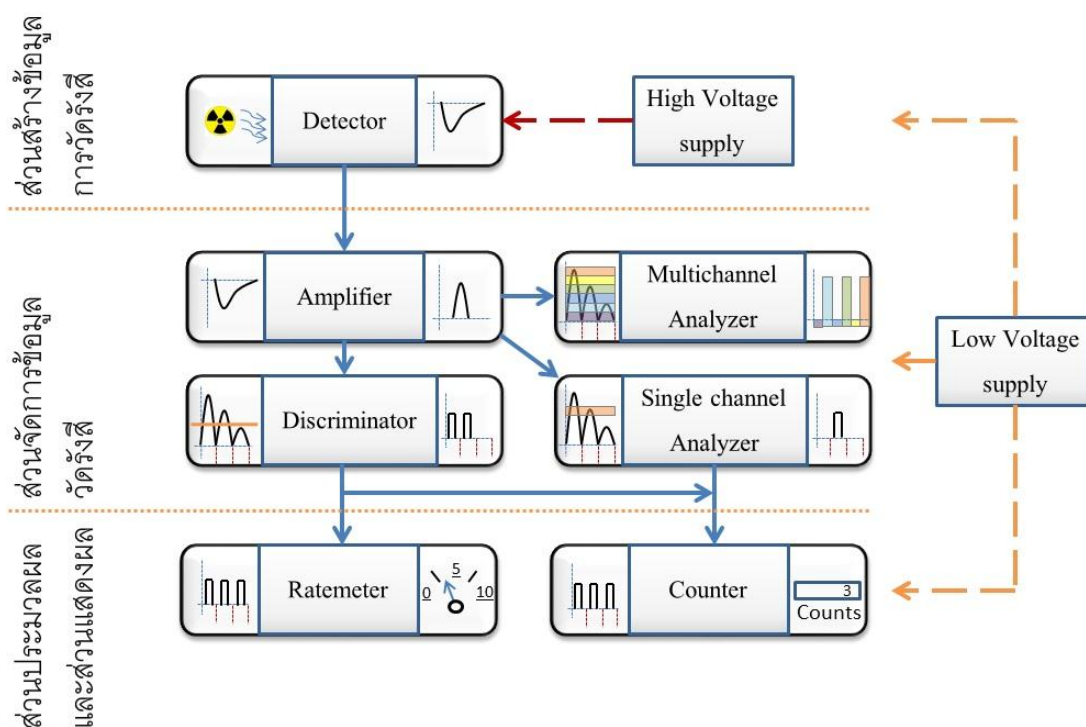 ส่วนสร้างข้อมูล
การวัดรังสี
Detector
High Voltage
supply
ส่วนจัดการข้อมูล
วัดรังสี
Amplifier
Multichannel
Analyzer
Low Voltage
supply
Discriminator
Single channel
Analyzer
ส่วนประมวลผล
และส่วนแสดงผล
Ratemeter
0
5
10
Counter
3
Counts